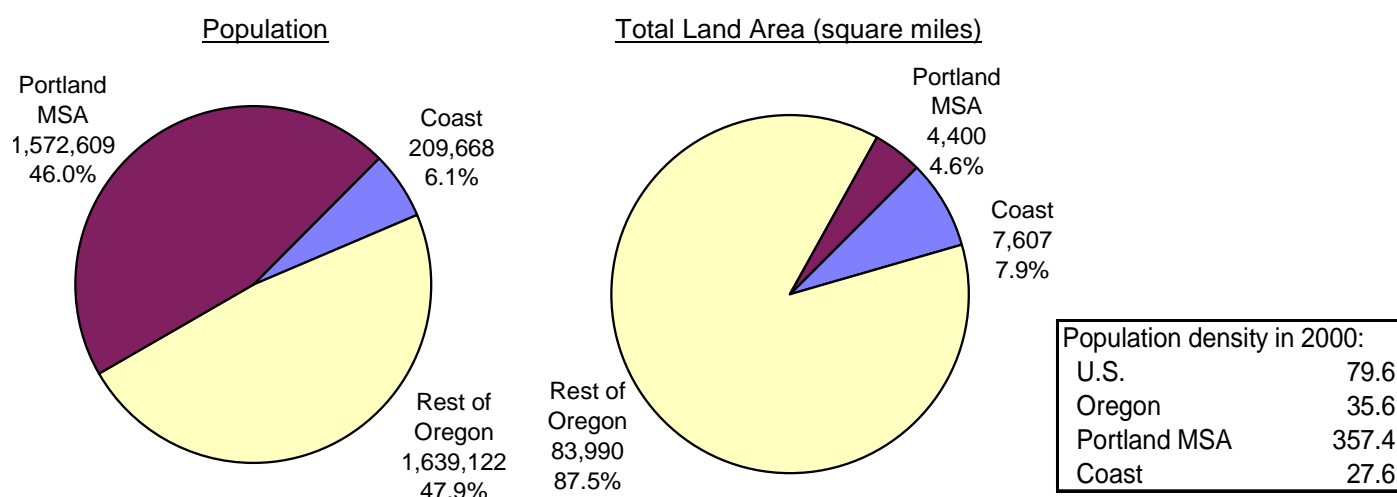 Population
Portland
MSA
1,572,609
46.0%
Coast
209,668
6.1%
Rest of
Oregon
1,639,122
47.9%
Total Land Area (square miles)
Portland
MSA
4,400
4.6%
Coast
7,607
7.9%
Rest of
Oregon
83,990
87.5%
Population density in 2000:
U.S. 79.6
Oregon 35.6
Portland MSA 357.4
Coast 27.6